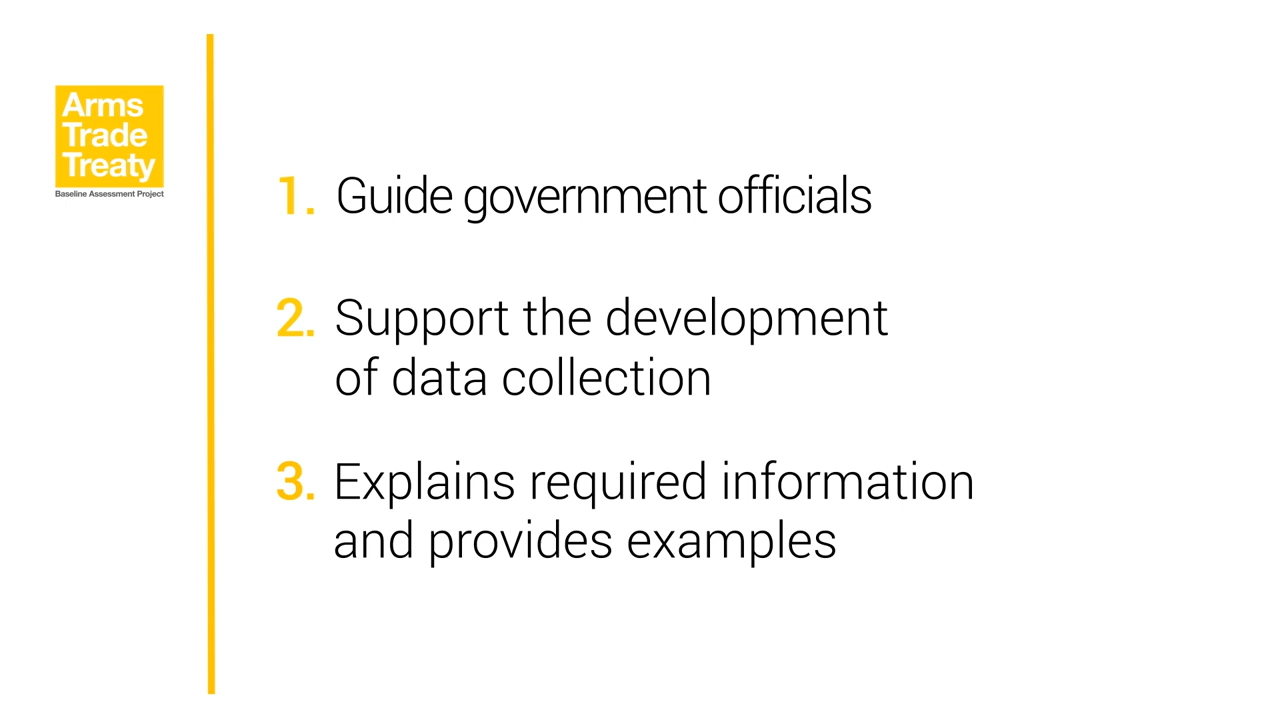 Arms
Trade
Treaty
Baseline Assessment Project
1. Guide government officials
2. Support the development
of data collection
3. Explains required information
and provides examples